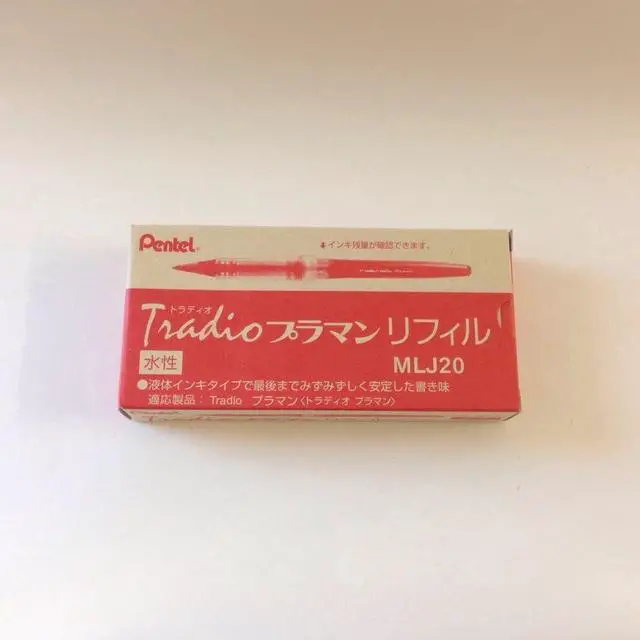 Pentel®
↓インキ残量が確認できます。
トラディオ
Tradioプラマンリフィル
水性
MLJ20
●液体インキタイプで最後までみずみずしく安定した書き味
適応製品：Tradio プラマン〈トラディオ プラマン〉